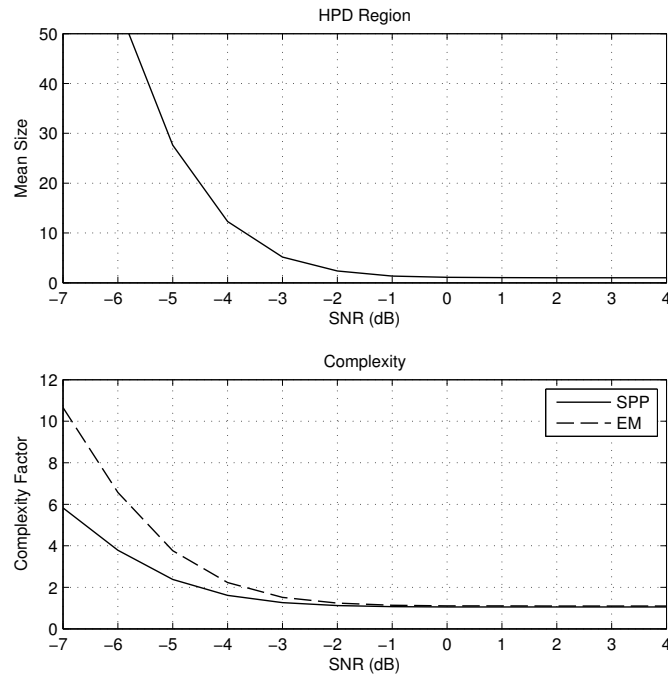 HPD Region
50
40
30
20
10
0
Mean Size
−7 −6 −5 −4 −3 −2 −1 0 1 2 3 4
SNR (dB)
Complexity
12
10
8
6
4
2
0
Complexity Factor
SPP
EM
−7 −6 −5 −4 −3 −2 −1 0 1 2 3 4
SNR (dB)